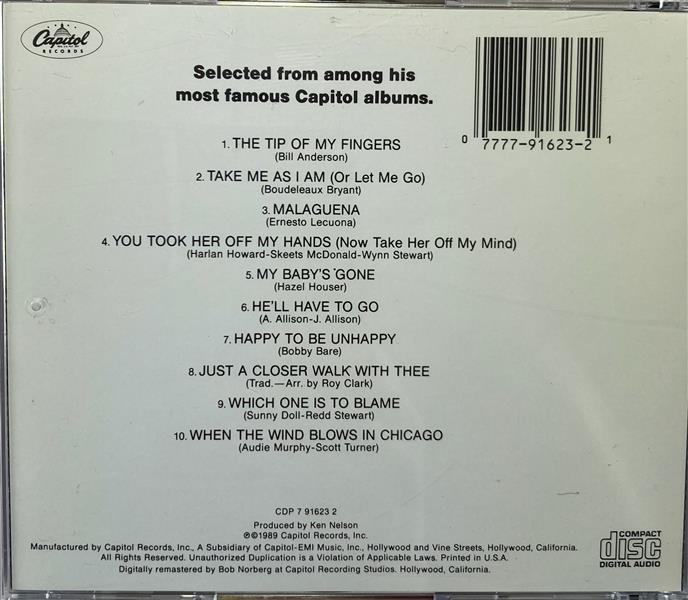 Capitol
RECORDS
Selected from among his
most famous Capitol albums.
0 7777-91623-2 1
1. THE TIP OF MY FINGERS
(Bill Anderson)
2. TAKE ME AS I AM (Or Let Me Go)
(Boudeleaux Bryant)
3. MALAGUENA
(Ernesto Lecuona)
4. YOU TOOK HER OFF MY HANDS (Now Take Her Off My Mind)
(Harlan Howard-Skeets McDonald-Wynn Stewart)
5. MY BABY'S GONE
(Hazel Houser)
6. HE'LL HAVE TO GO
(A. Allison-J. Allison)
7. HAPPY TO BE UNHAPPY
(Bobby Bare)
8. JUST A CLOSER WALK WITH THEE
(Trad.—Arr. by Roy Clark)
9. WHICH ONE IS TO BLAME
(Sunny Doll-Redd Stewart)
10. WHEN THE WIND BLOWS IN CHICAGO
(Audie Murphy-Scott Turner)
CDP 7 91623 2
Produced by Ken Nelson
℗©1989 Capitol Records, Inc.
Manufactured by Capitol Records, Inc., A Subsidiary of Capitol-EMI Music, Inc., Hollywood and Vine Streets, Hollywood, California.
All Rights Reserved. Unauthorized Duplication is a Violation of Applicable Laws. Printed in U.S.A.
Digitally remastered by Bob Norberg at Capitol Recording Studios. Hollywood, California.
COMPACT
disc
DIGITAL AUDIO